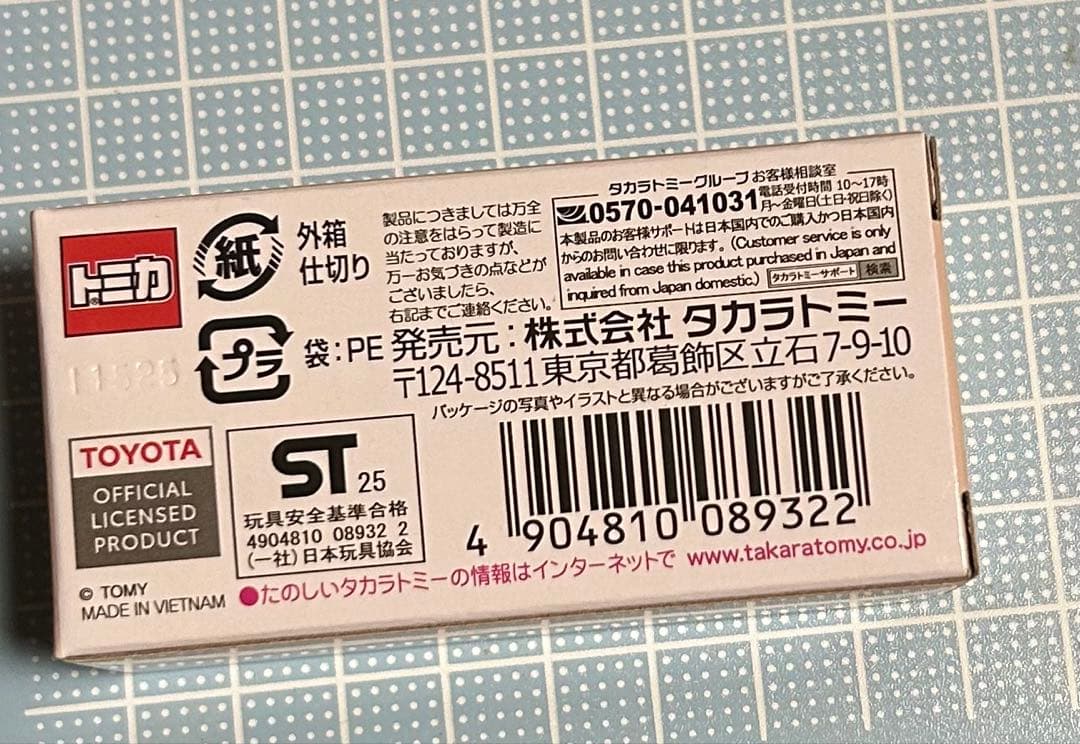 トミカ
®
紙
外箱
仕切り
製品につきましては万全
の注意をはらって製造に
当たっておりますが、
万一お気づきの点などが
ございましたら、
右記までご連絡ください。
タカラトミーグループ お客様相談室
0570-041031 電話受付時間 10〜17時
月〜金曜日(土日・祝日除く)
本製品のお客様サポートは日本国内でのご購入かつ日本国内
からのお問い合わせに限ります。(Customer service is only
available in case this product purchased in Japan and
inquired from Japan domestic.) タカラトミーサポート 検索
プラ
袋:PE
発売元:株式会社 タカラトミー
〒124-8511 東京都葛飾区立石7-9-10
パッケージの写真やイラストと異なる場合がございますがご了承ください。
TOYOTA
OFFICIAL
LICENSED
PRODUCT
ST 25
玩具安全基準合格
4904810 08932 2
(一社)日本玩具協会
4 904810 089322
© TOMY
MADE IN VIETNAM
●たのしいタカラトミーの情報はインターネットで www.takaratomy.co.jp